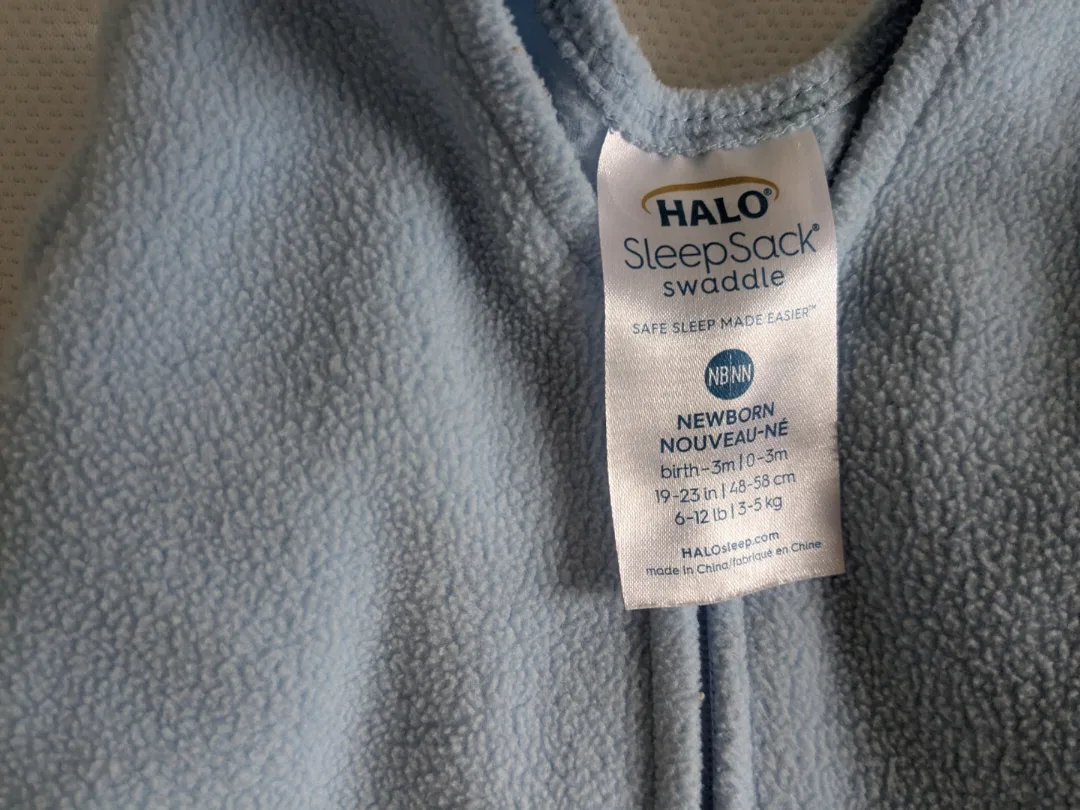 HALO®
SleepSack®
swaddle
SAFE SLEEP MADE EASIER™
NB|NN
NEWBORN
NOUVEAU-NÉ
birth-3m | 0-3m
19-23 in | 48-58 cm
6-12 lb | 3-5 kg
HALOsleep.com
made in China/fabriqué en Chine